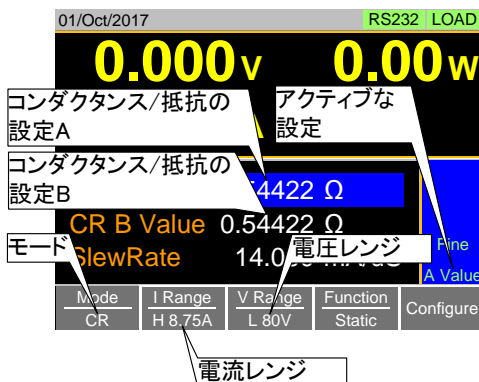 01/Oct/2017 RS232 LOAD
0.000 V 0.00 W
コンダクタンス/抵抗の
設定A
アクティブな
設定
コンダクタンス/抵抗の
設定B
54422 Ω
CR B Value 0.54422 Ω
モード
電圧レンジ
SlewRate 14.0
Fine
A Value
Mode I Range V Range Function Configure
CR H 8.75A L 80V Static
電流レンジ